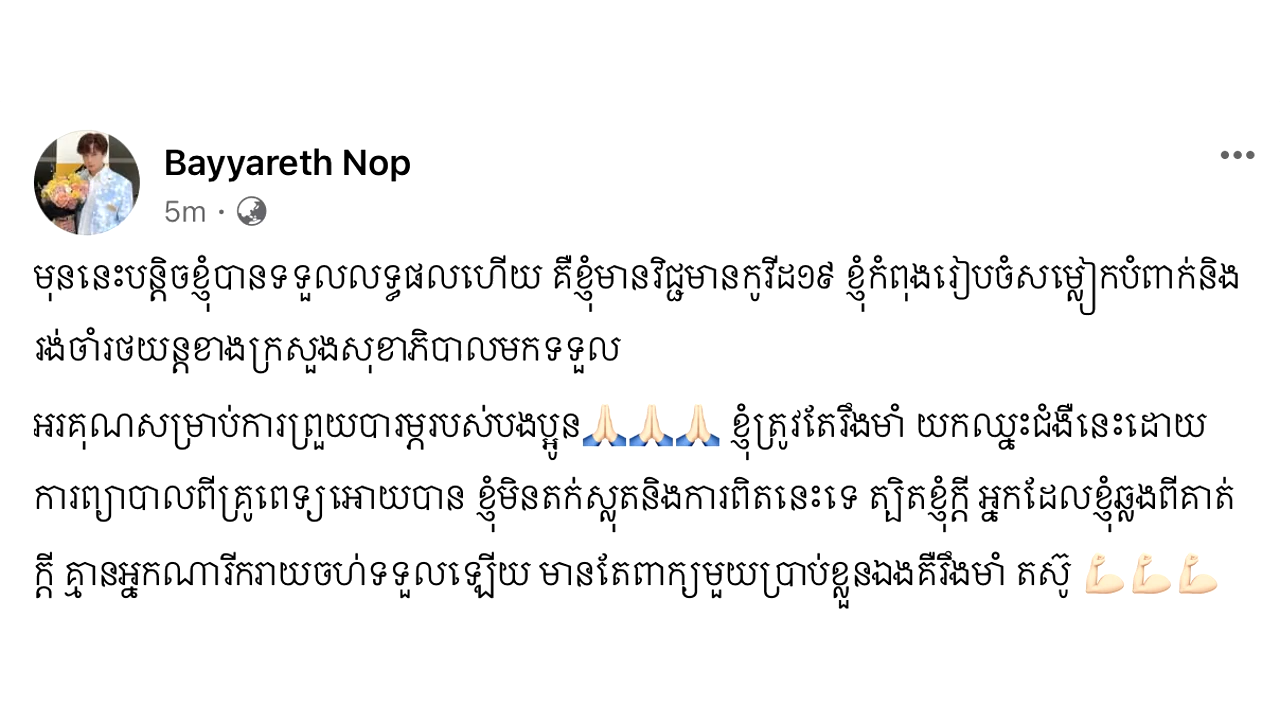 Bayyareth Nop
5m ·
មុននេះបន្តិចខ្ញុំបានទទួលលទ្ធផលហើយ គឺខ្ញុំមានវិជ្ជមានកូវីដ១៩ ខ្ញុំកំពុងរៀបចំសម្លៀកបំពាក់និង
រង់ចាំរថយន្តខាងក្រសួងសុខាភិបាលមកទទួល
អរគុណសម្រាប់ការព្រួយបារម្ភរបស់បងប្អូន🙏🏻🙏🏻🙏🏻 ខ្ញុំត្រូវតែរឹងមាំ យកឈ្នះជំងឺនេះដោយ
ការព្យាបាលពីគ្រូពេទ្យអោយបាន ខ្ញុំមិនតក់ស្លុតនិងការពិតនេះទេ ត្បិតខ្ញុំក្តី អ្នកដែលខ្ញុំឆ្លងពីគាត់
ក្តី គ្មានអ្នកណារីករាយចហ់ទទួលឡើយ មានតែពាក្យមួយប្រាប់ខ្លួនឯងគឺរឹងមាំ តស៊ូ 💪🏻💪🏻💪🏻